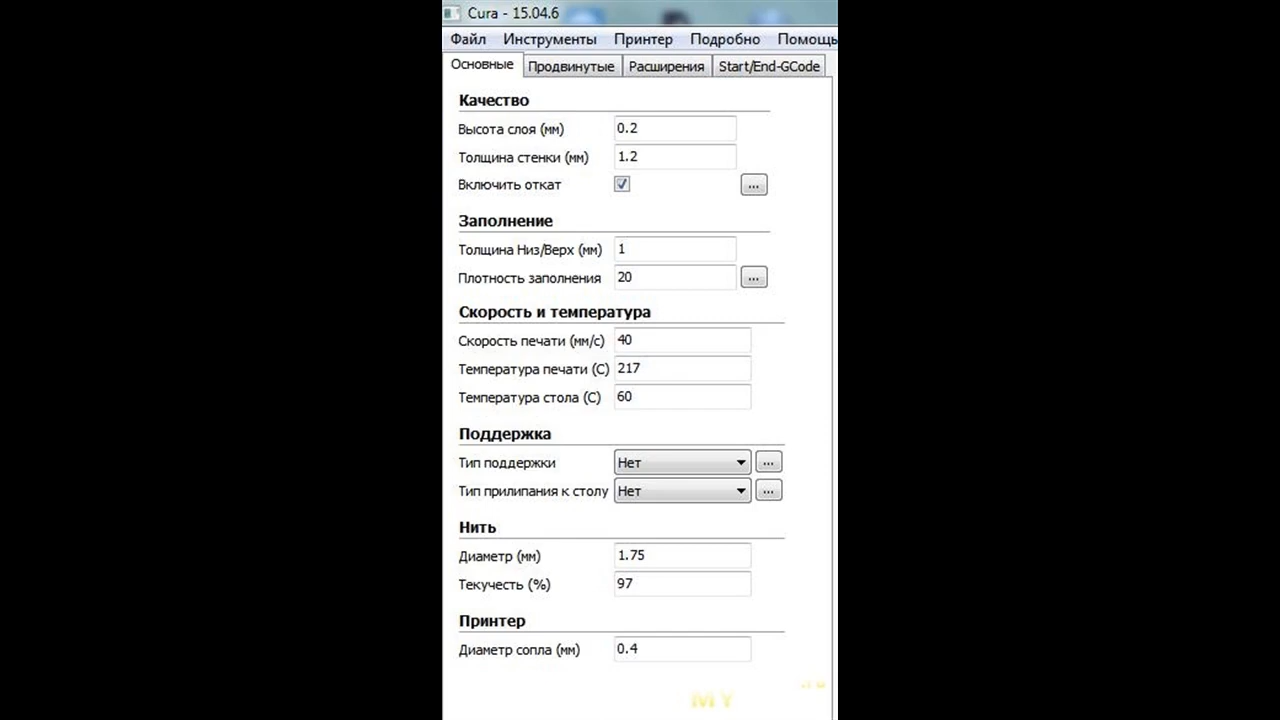 Cura - 15.04.6
Файл Инструменты Принтер Подробно Помощь
Основные Продвинутые Расширения Start/End-GCode
Качество
Высота слоя (мм) 0.2
Толщина стенки (мм) 1.2
Включить откат ...
Заполнение
Толщина Низ/Верх (мм) 1
Плотность заполнения 20 ...
Скорость и температура
Скорость печати (мм/с) 40
Температура печати (C) 217
Температура стола (C) 60
Поддержка
Тип поддержки Нет ...
Тип прилипания к столу Нет ...
Нить
Диаметр (мм) 1.75
Текучесть (%) 97
Принтер
Диаметр сопла (мм) 0.4
MY